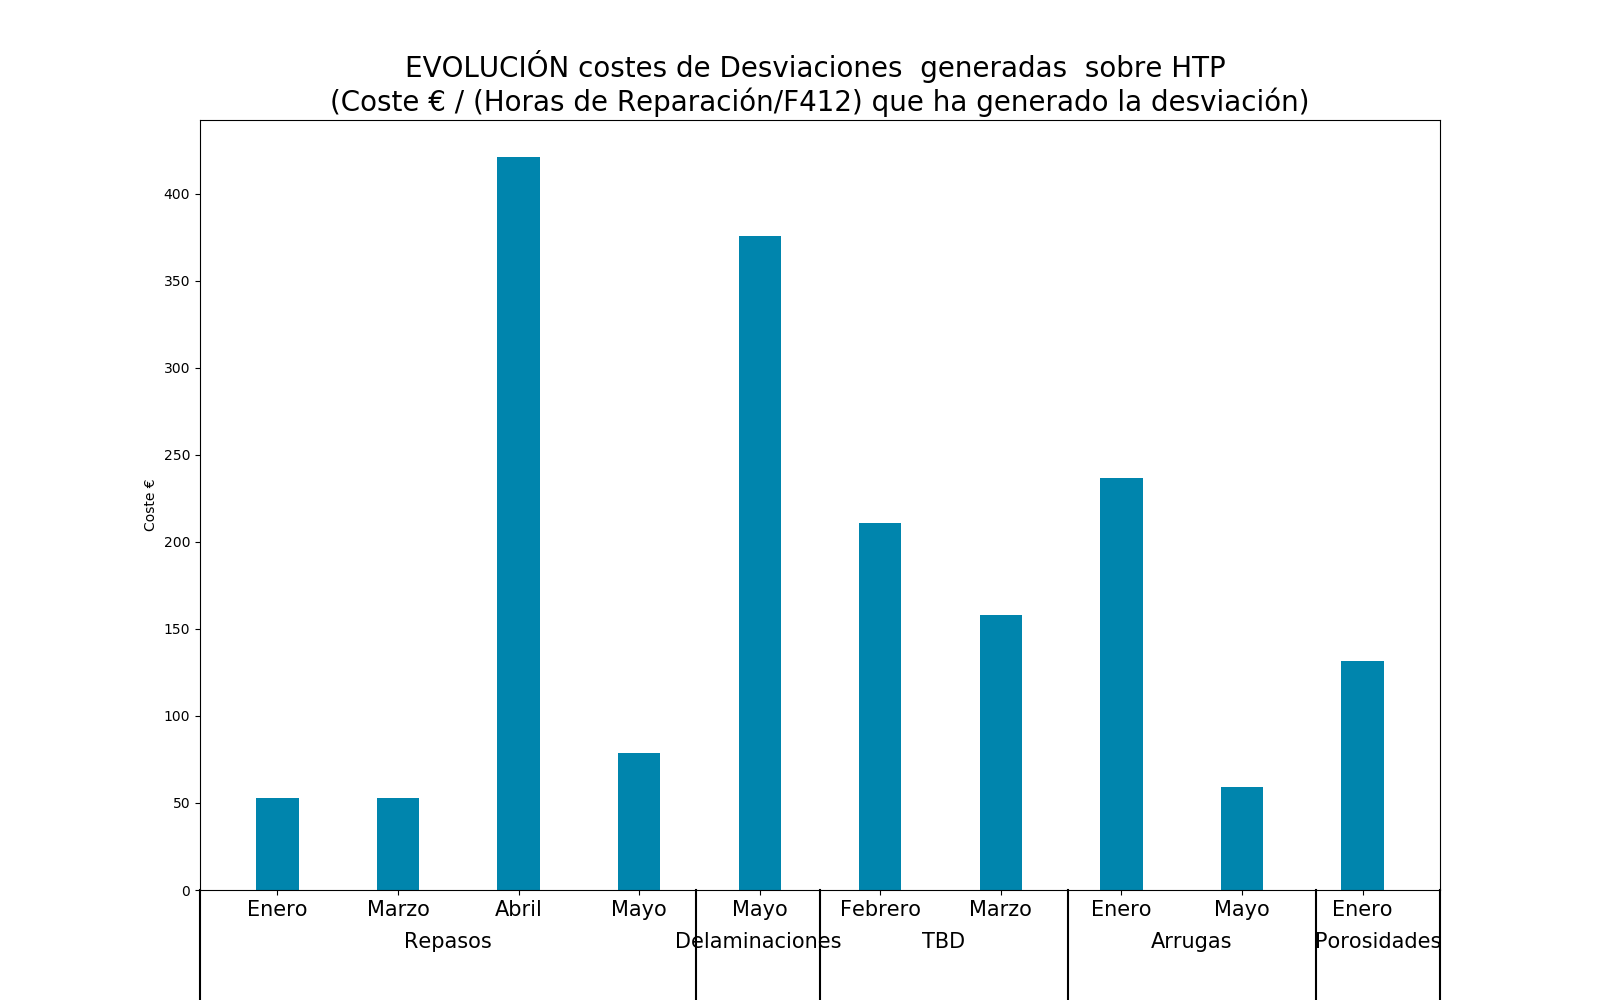 EVOLUCIÓN costes de Desviaciones  generadas  sobre HTP
(Coste € / (Horas de Reparación/F412) que ha generado la desviación)
400
350
300
250
200
150
100
50
0
Coste €
Enero Marzo Abril Mayo Mayo Febrero Marzo Enero Mayo Enero
Repasos Delaminaciones TBD Arrugas Porosidades